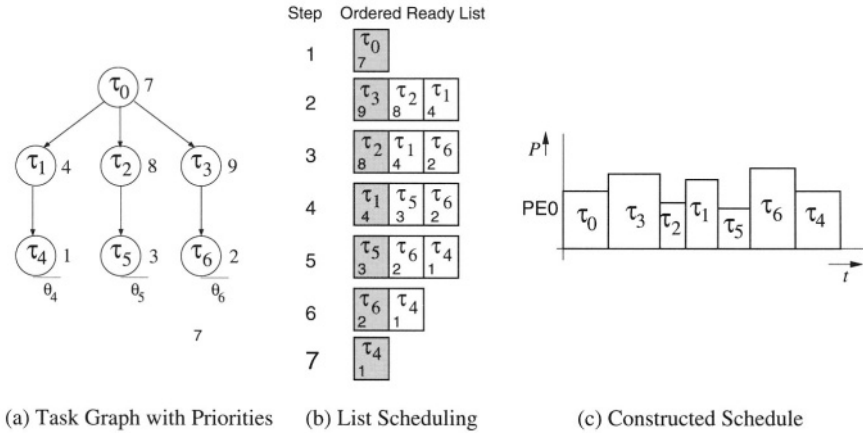 Step Ordered Ready List
1 τ0 7
2 τ3 9 τ2 8 τ1 4
3 τ2 8 τ1 4 τ6 2
4 τ1 4 τ5 3 τ6 2
5 τ5 3 τ6 2 τ4 1
6 τ6 2 τ4 1
7 τ4 1
τ0 7
τ1 4 τ2 8 τ3 9
τ4 1 τ5 3 τ6 2
θ4 θ5 θ6
7
P
PE0 τ0 τ3 τ2 τ1 τ5 τ6 τ4
t
(a) Task Graph with Priorities (b) List Scheduling (c) Constructed Schedule